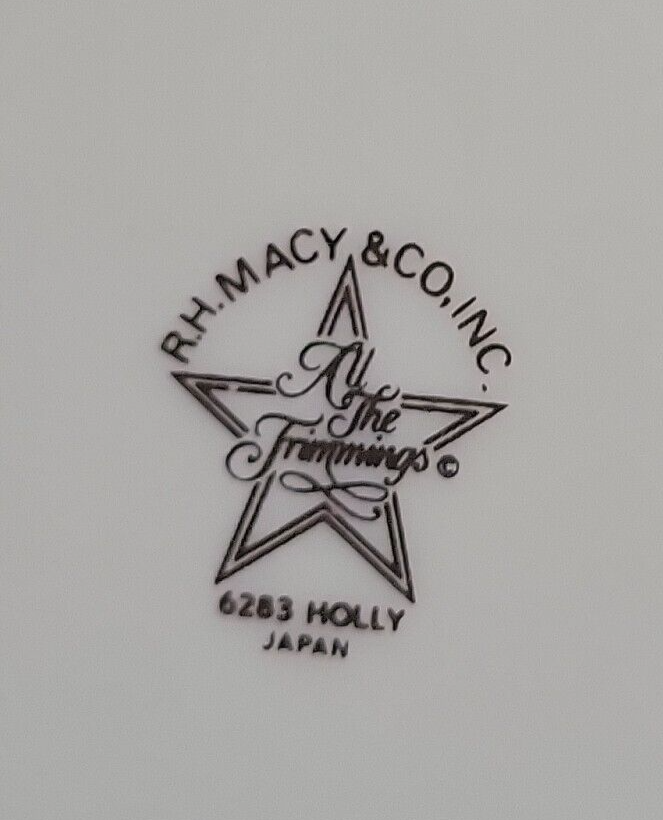 R.H. MACY & CO, INC.
All
The
Trimmings ©
6283 HOLLY
JAPAN